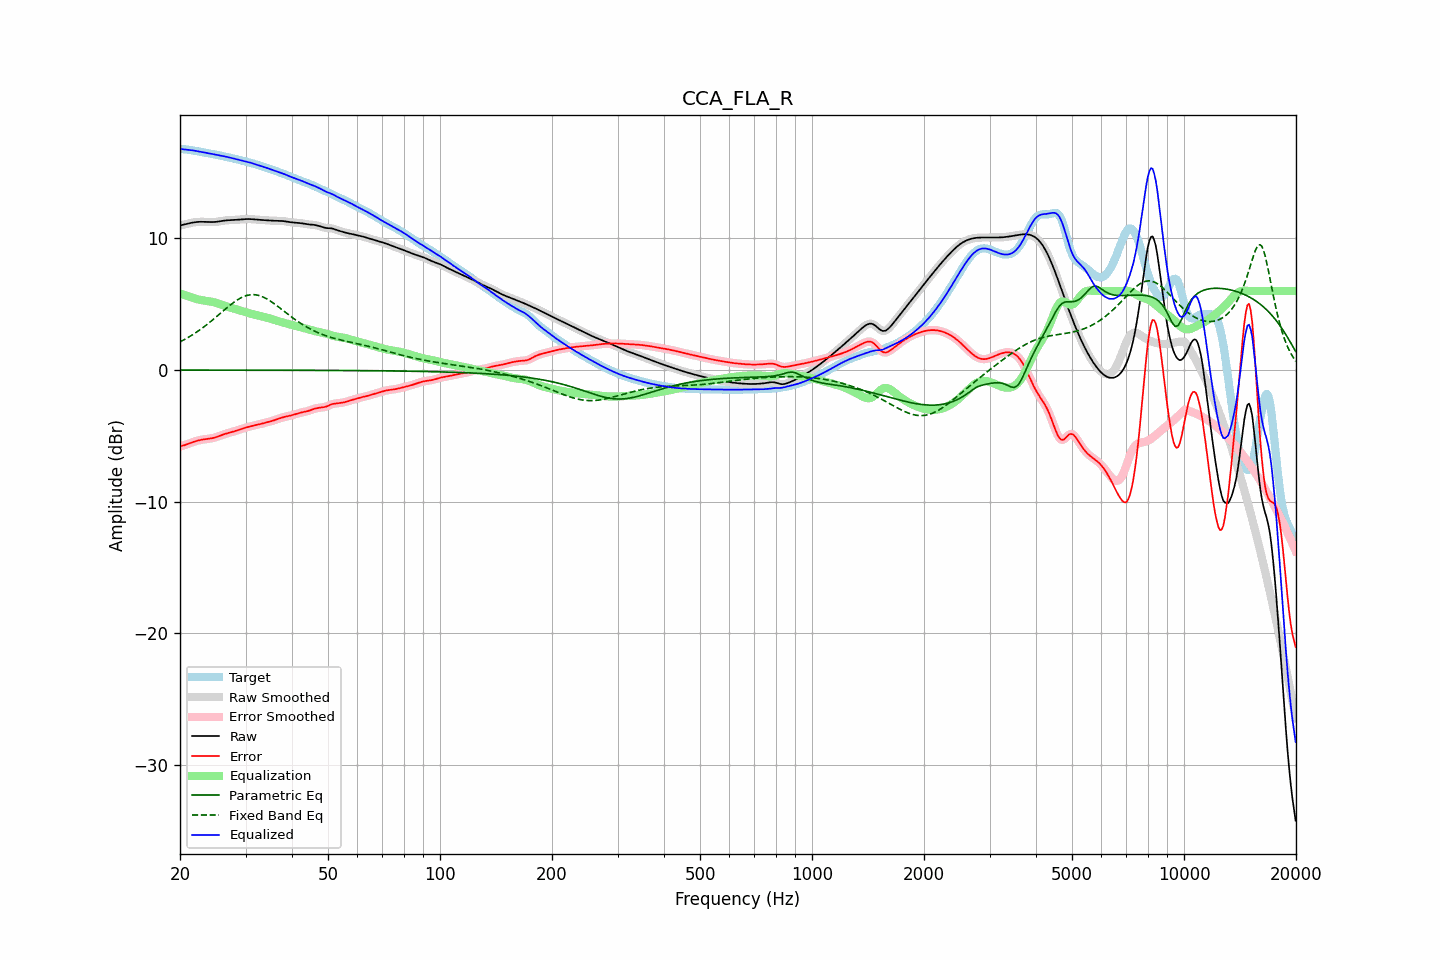 CCA_FLA_R
Amplitude (dBr)
10
0
−10
−20
−30
Target
Raw Smoothed
Error Smoothed
Raw
Error
Equalization
Parametric Eq
Fixed Band Eq
Equalized
20
50
100
200
500
1000
2000
5000
10000
20000
Frequency (Hz)